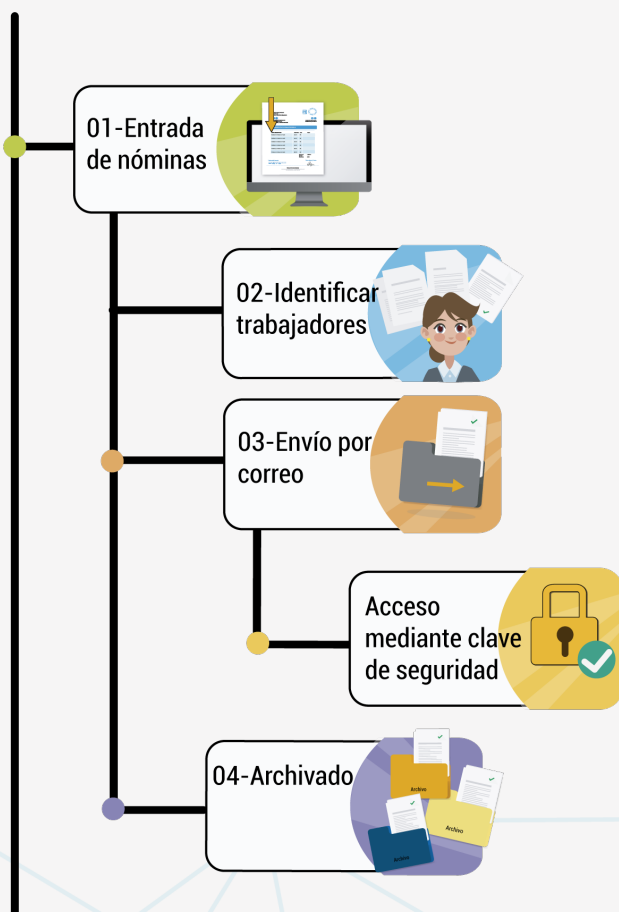 01-Entrada
de nóminas
02-Identificar
trabajadores
03-Envío por
correo
Acceso
mediante clave
de seguridad
04-Archivado
Archivo
Archivo
Archivo